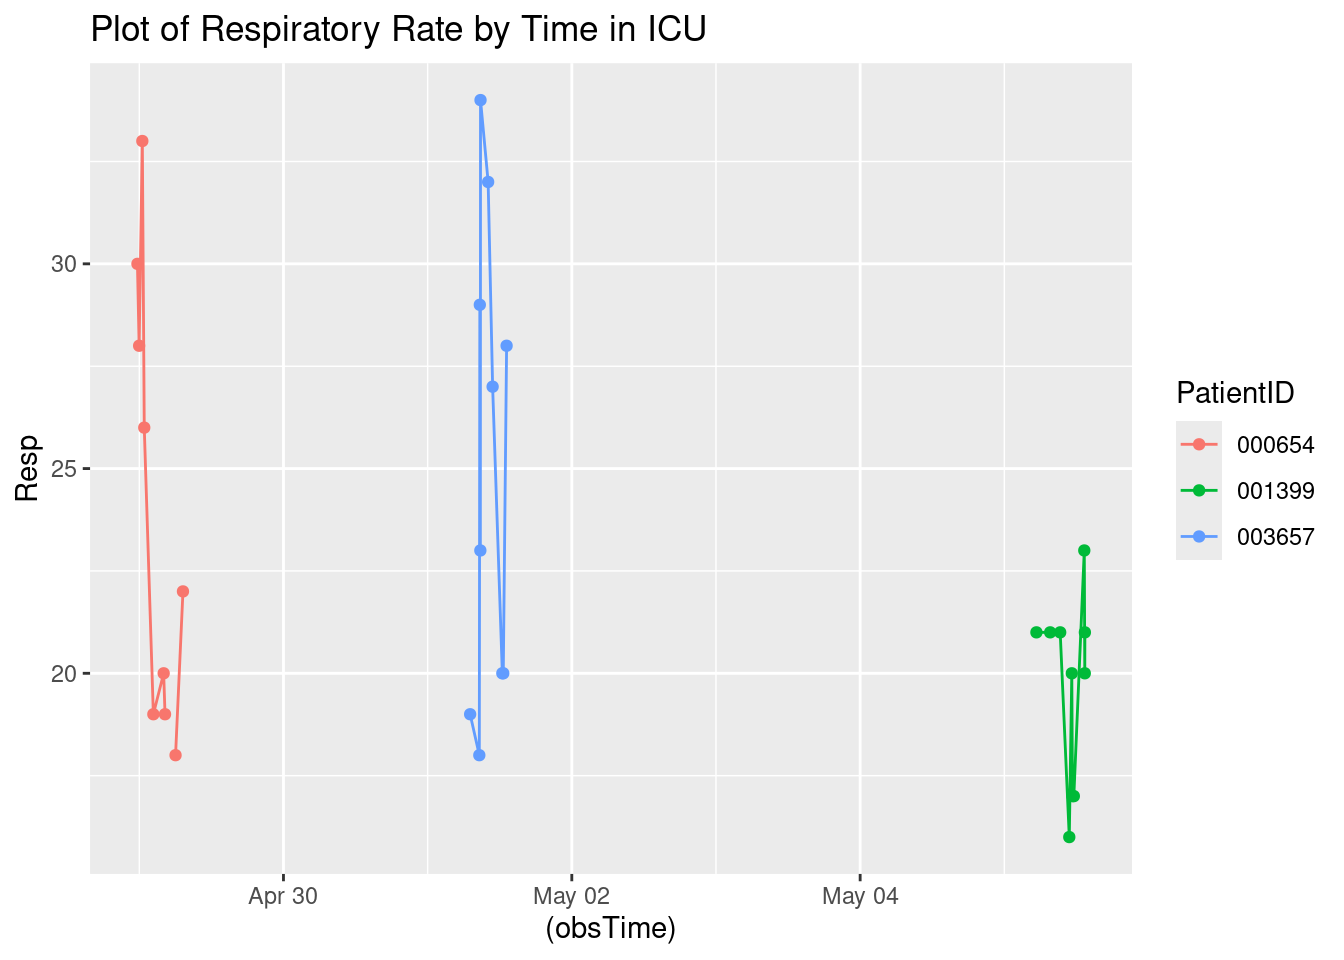 Plot of Respiratory Rate by Time in ICU
30
25
20
Resp
Apr 30
May 02
May 04
(obsTime)
PatientID
000654
001399
003657